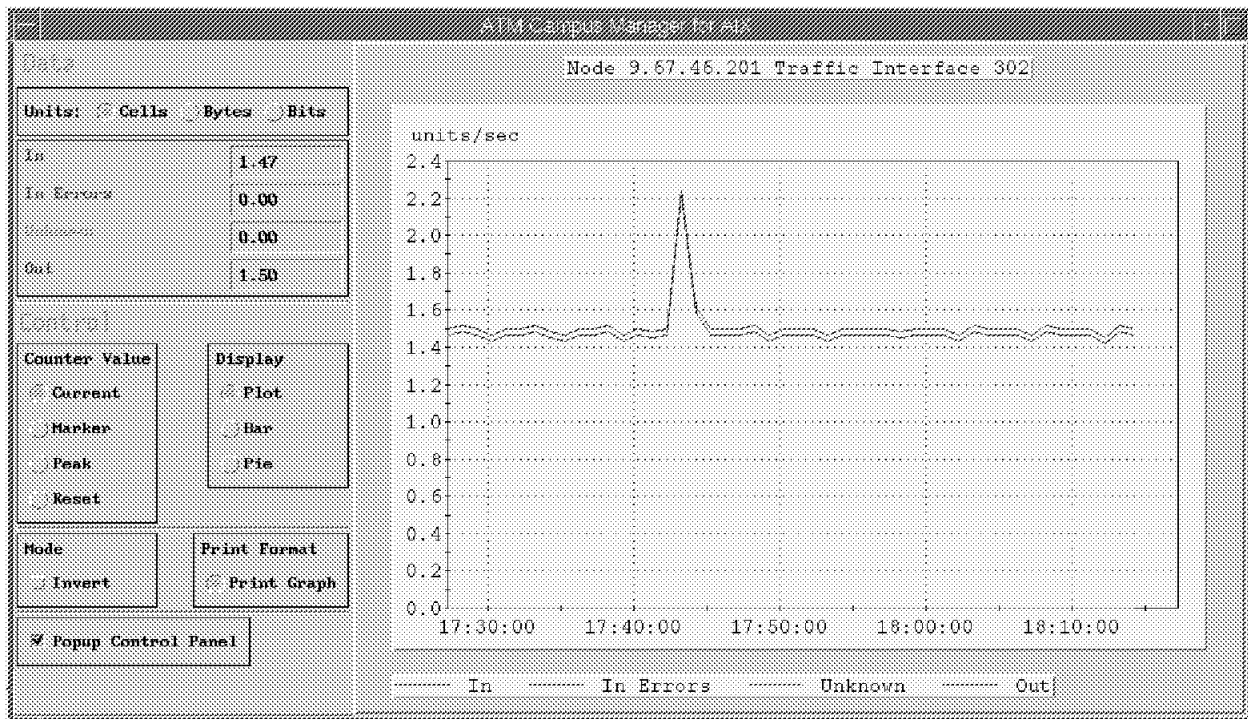 ATM Campus Manager for AIX
Data
Units: Cells Bytes Bits
In 1.47
In Errors 0.00
Unknown 0.00
Out 1.50
Control
Counter Value
Current
Marker
Peak
Reset
Display
Plot
Bar
Pie
Mode
Invert
Print Format
Print Graph
Popup Control Panel
Node 9.67.46.201 Traffic Interface 302
units/sec
2.4
2.2
2.0
1.8
1.6
1.4
1.2
1.0
0.8
0.6
0.4
0.2
0.0
17:30:00 17:40:00 17:50:00 18:00:00 18:10:00
In In Errors Unknown Out